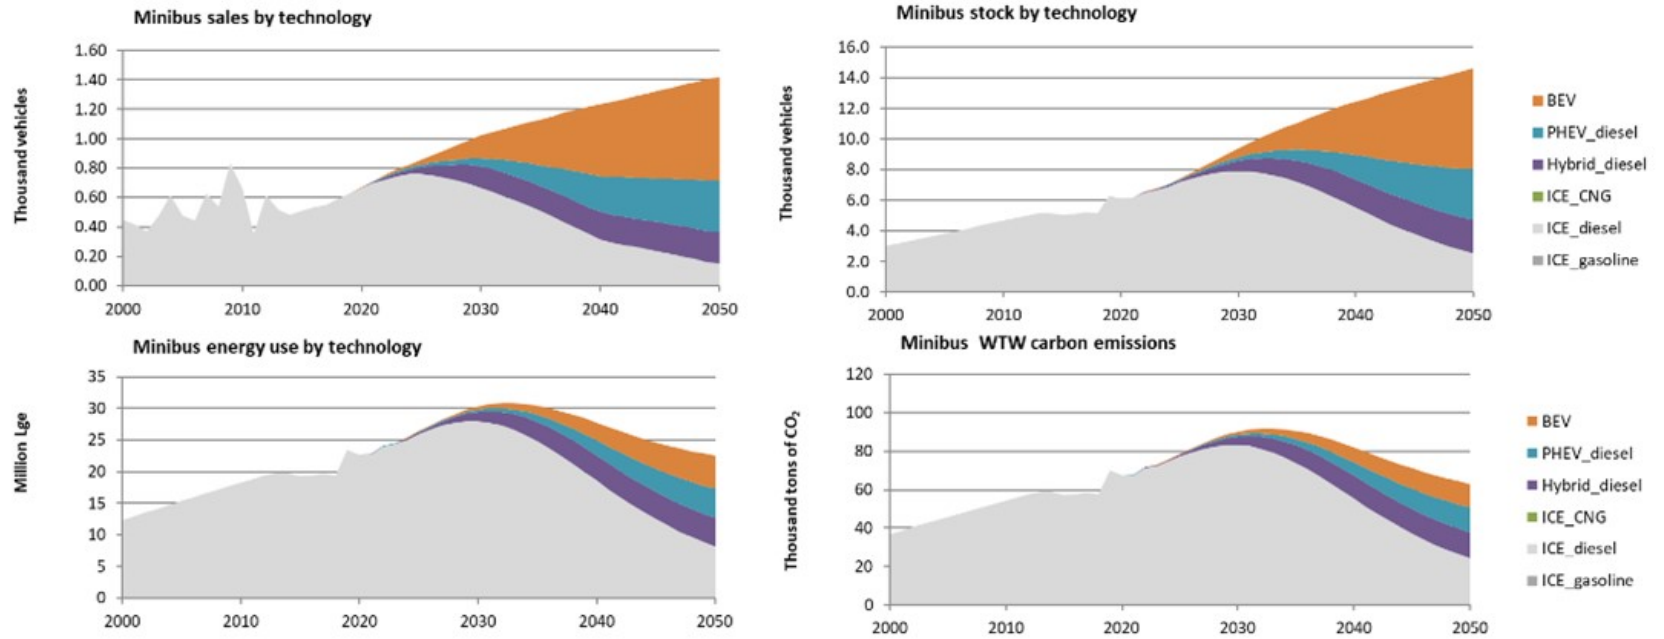 Minibus sales by technology
Thousand vehicles
1.60
1.40
1.20
1.00
0.80
0.60
0.40
0.20
0.00
2000 2010 2020 2030 2040 2050
Minibus stock by technology
Thousand vehicles
16.0
14.0
12.0
10.0
8.0
6.0
4.0
2.0
0.0
2000 2010 2020 2030 2040 2050
BEV
PHEV_diesel
Hybrid_diesel
ICE_CNG
ICE_diesel
ICE_gasoline
Minibus energy use by technology
Million Lge
35
30
25
20
15
10
5
0
2000 2010 2020 2030 2040 2050
Minibus WTW carbon emissions
Thousand tons of CO₂
120
100
80
60
40
20
0
2000 2010 2020 2030 2040 2050
BEV
PHEV_diesel
Hybrid_diesel
ICE_CNG
ICE_diesel
ICE_gasoline